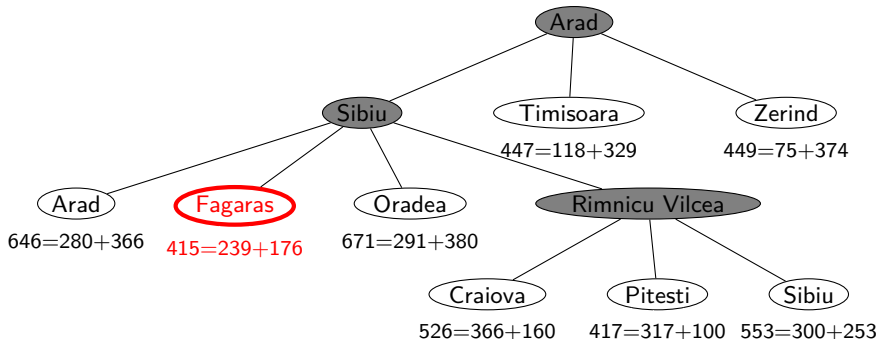 Arad
Sibiu
Timisoara
Zerind
447=118+329
449=75+374
Arad
Fagaras
Oradea
Rimnicu Vilcea
646=280+366
415=239+176
671=291+380
Craiova
Pitesti
Sibiu
526=366+160
417=317+100
553=300+253